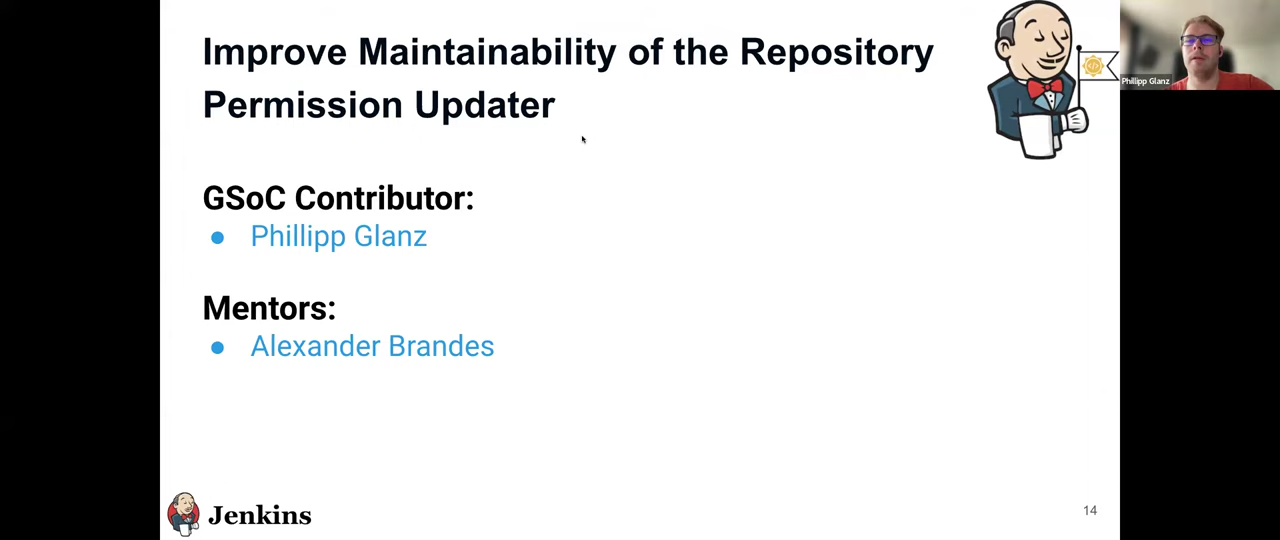 Improve Maintainability of the Repository
Permission Updater
Phillipp Glanz
GSoC Contributor:
● Phillipp Glanz
Mentors:
● Alexander Brandes
Jenkins
14